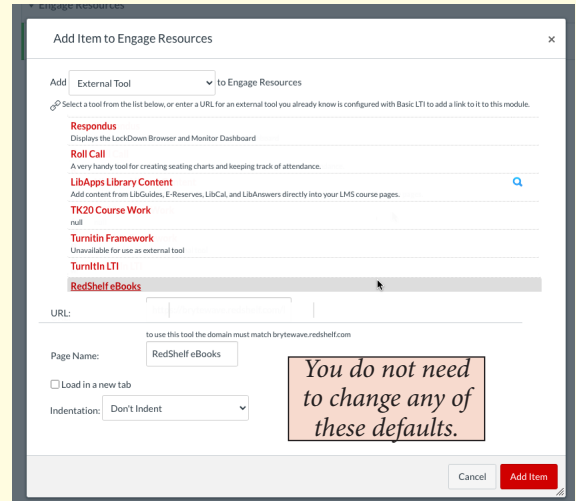 Engage Resources
Add Item to Engage Resources
×
Add External Tool to Engage Resources
Select a tool from the list below, or enter a URL for an external tool you already know is configured with Basic LTI to add a link to it to this module.
Respondus
Displays the LockDown Browser and Monitor Dashboard
Roll Call
A very handy tool for creating seating charts and keeping track of attendance.
LibApps Library Content
Add content from LibGuides, E-Reserves, LibCal, and LibAnswers directly into your LMS course pages.
TK20 Course Work
null
Turnitin Framework
Unavailable for use as external tool
TurnItIn LTI
RedShelf eBooks
URL:
to use this tool the domain must match brytewave.redshelf.com
Page Name: RedShelf eBooks
Load in a new tab
Indentation: Don't Indent
You do not need
to change any of
these defaults.
Cancel Add Item